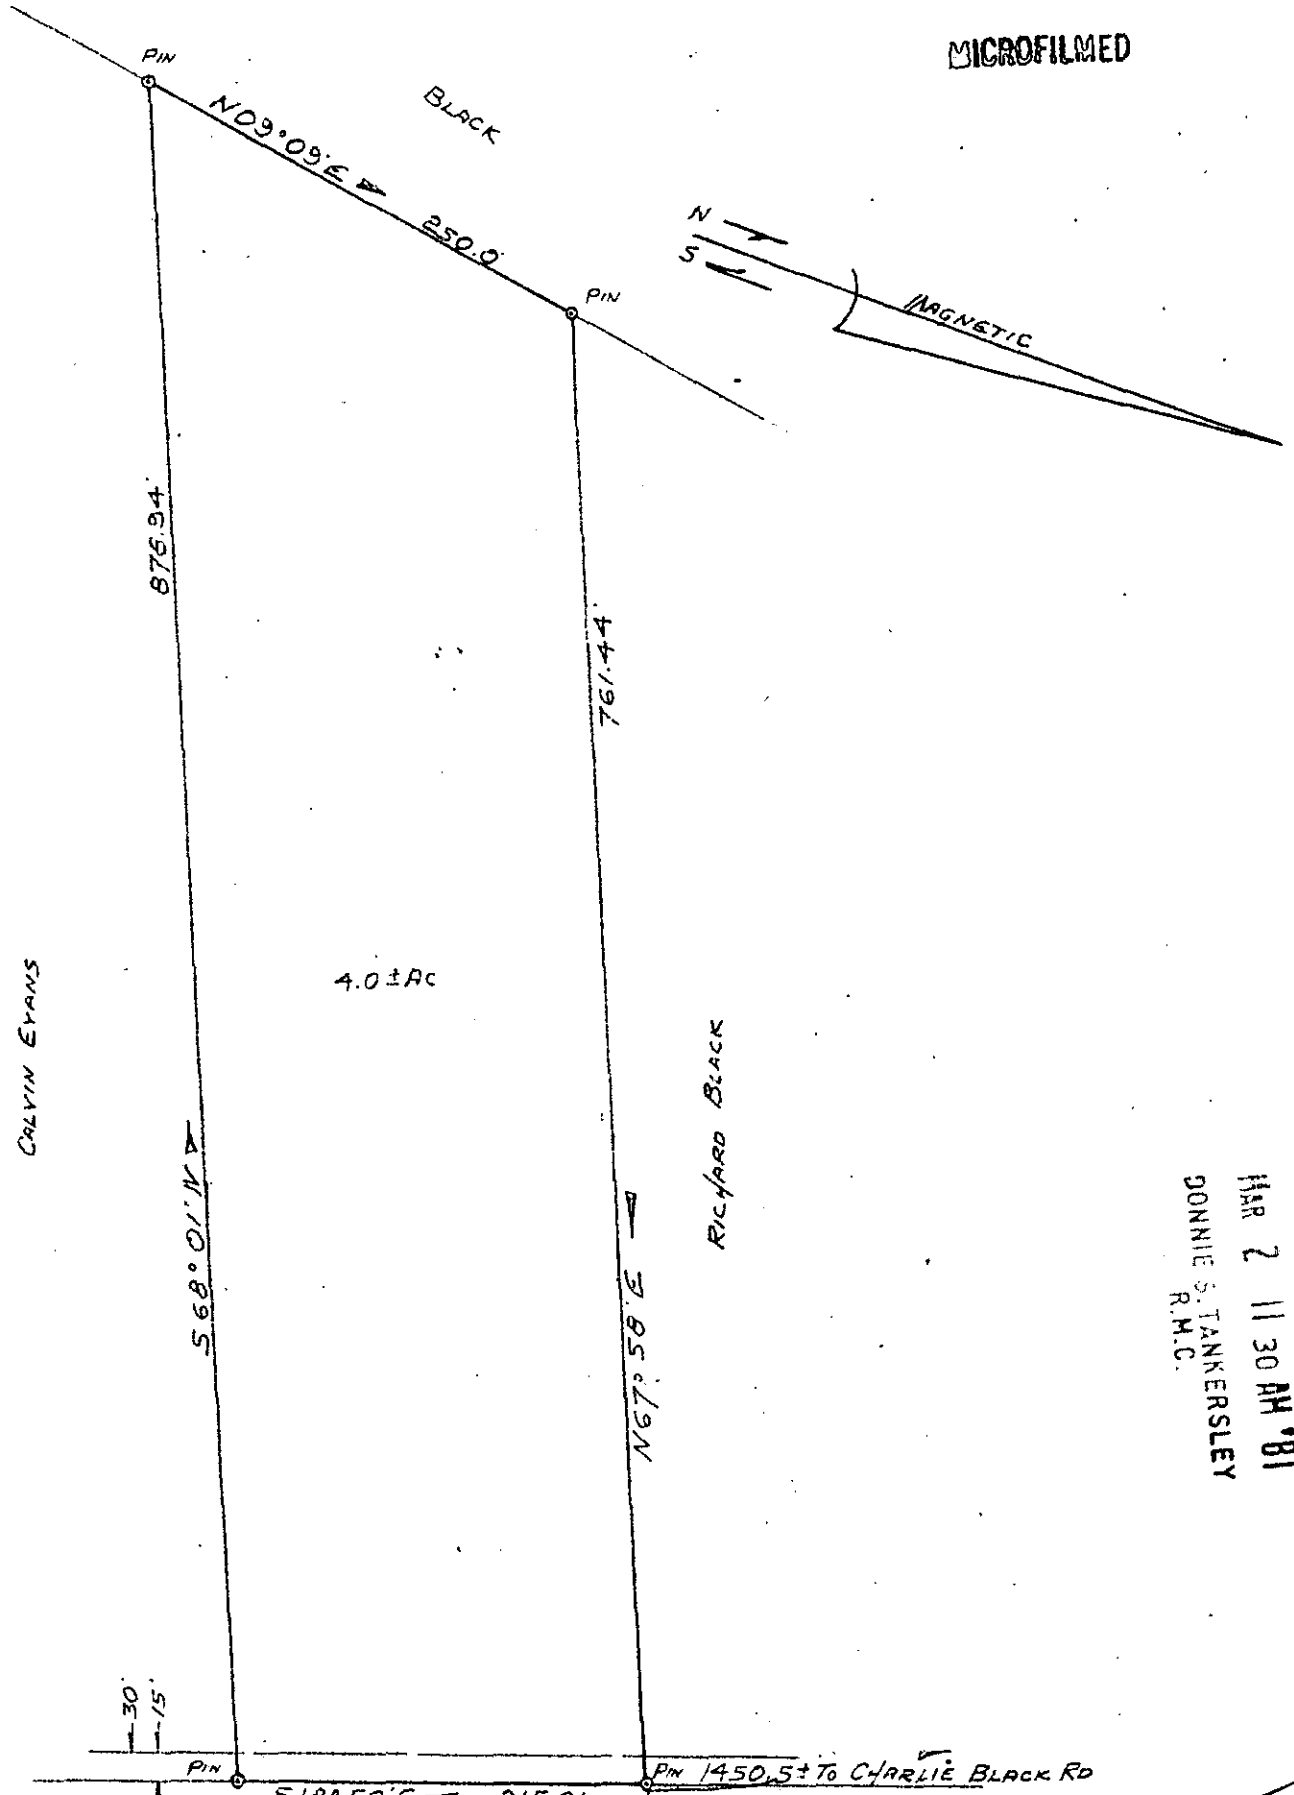 MICROFILMED
PIN
BLACK
N09°09'E
250.0'
N
S
MAGNETIC
PIN
876.94'
761.44'
4.0 ± AC
CALVIN EVANS
RICHARD BLACK
S68°01'W
N67°58'E
MAR 2 11 30 AM '81
DONNIE S. TANKERSLEY
R.M.C.
30'
15'
PIN
PIN 1450.5± TO CHARLIE BLACK RD